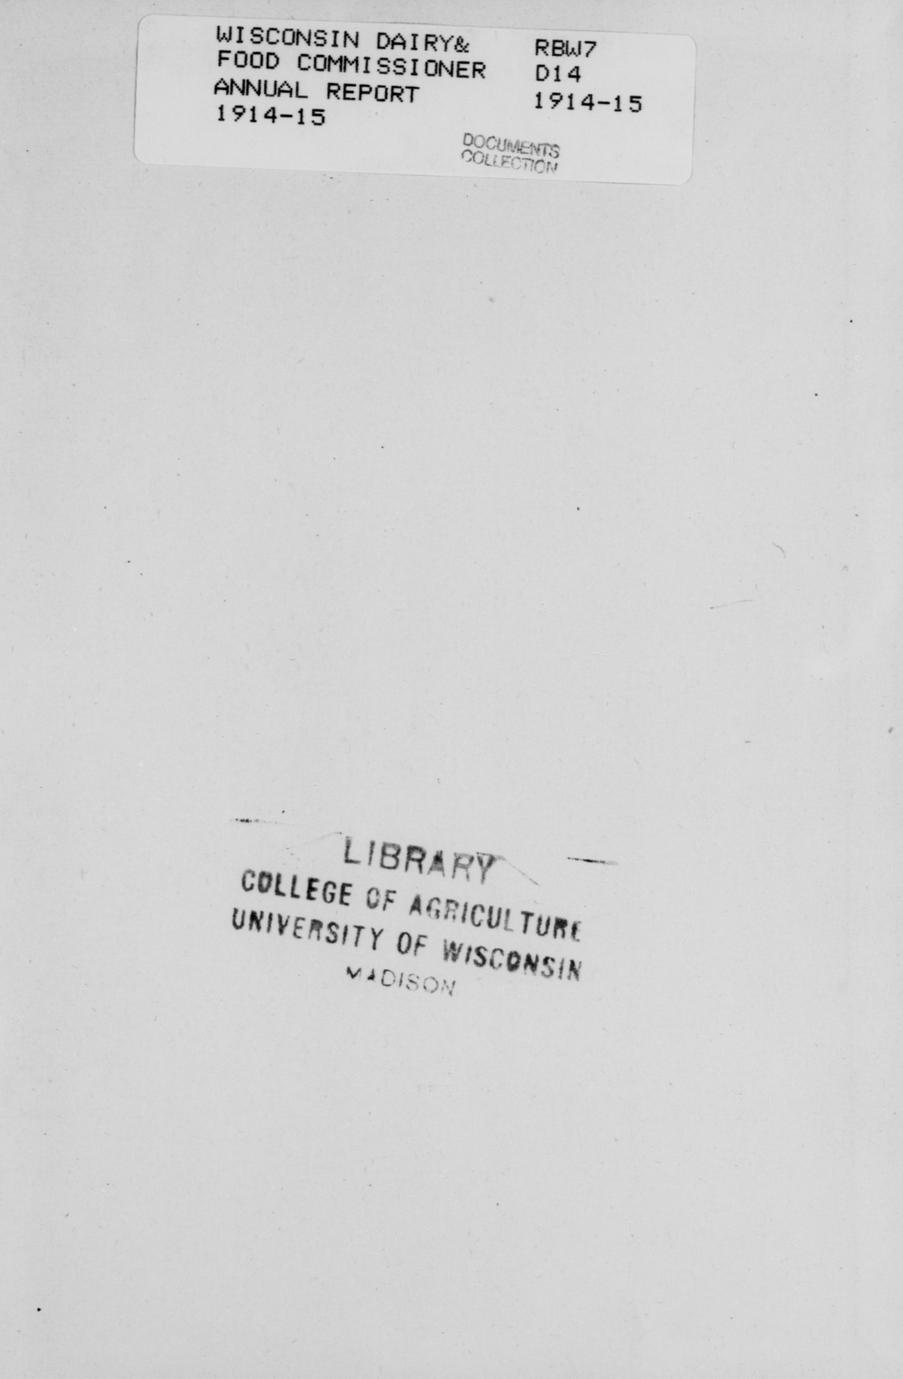 WISCONSIN DAIRY&
FOOD COMMISSIONER
ANNUAL REPORT
1914-15
RBW7
D14
1914-15
DOCUMENTS
COLLECTION
LIBRARY
COLLEGE OF AGRICULTURE
UNIVERSITY OF WISCONSIN
MADISON